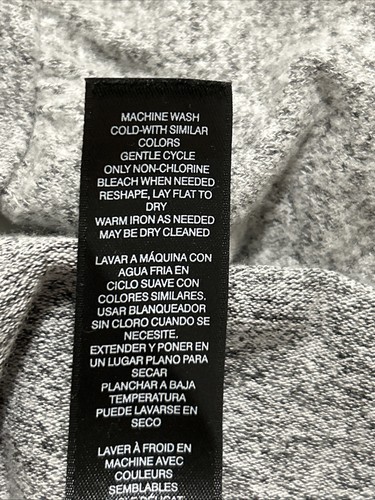 MACHINE WASH
COLD-WITH SIMILAR
COLORS
GENTLE CYCLE
ONLY NON-CHLORINE
BLEACH WHEN NEEDED
RESHAPE, LAY FLAT TO
DRY
WARM IRON AS NEEDED
MAY BE DRY CLEANED
LAVAR A MÁQUINA CON
AGUA FRIA EN
CICLO SUAVE CON
COLORES SIMILARES.
USAR BLANQUEADOR
SIN CLORO CUANDO SE
NECESITE.
EXTENDER Y PONER EN
UN LUGAR PLANO PARA
SECAR
PLANCHAR A BAJA
TEMPERATURA
PUEDE LAVARSE EN
SECO
LAVER À FROID EN
MACHINE AVEC
COULEURS
SEMBLABLES